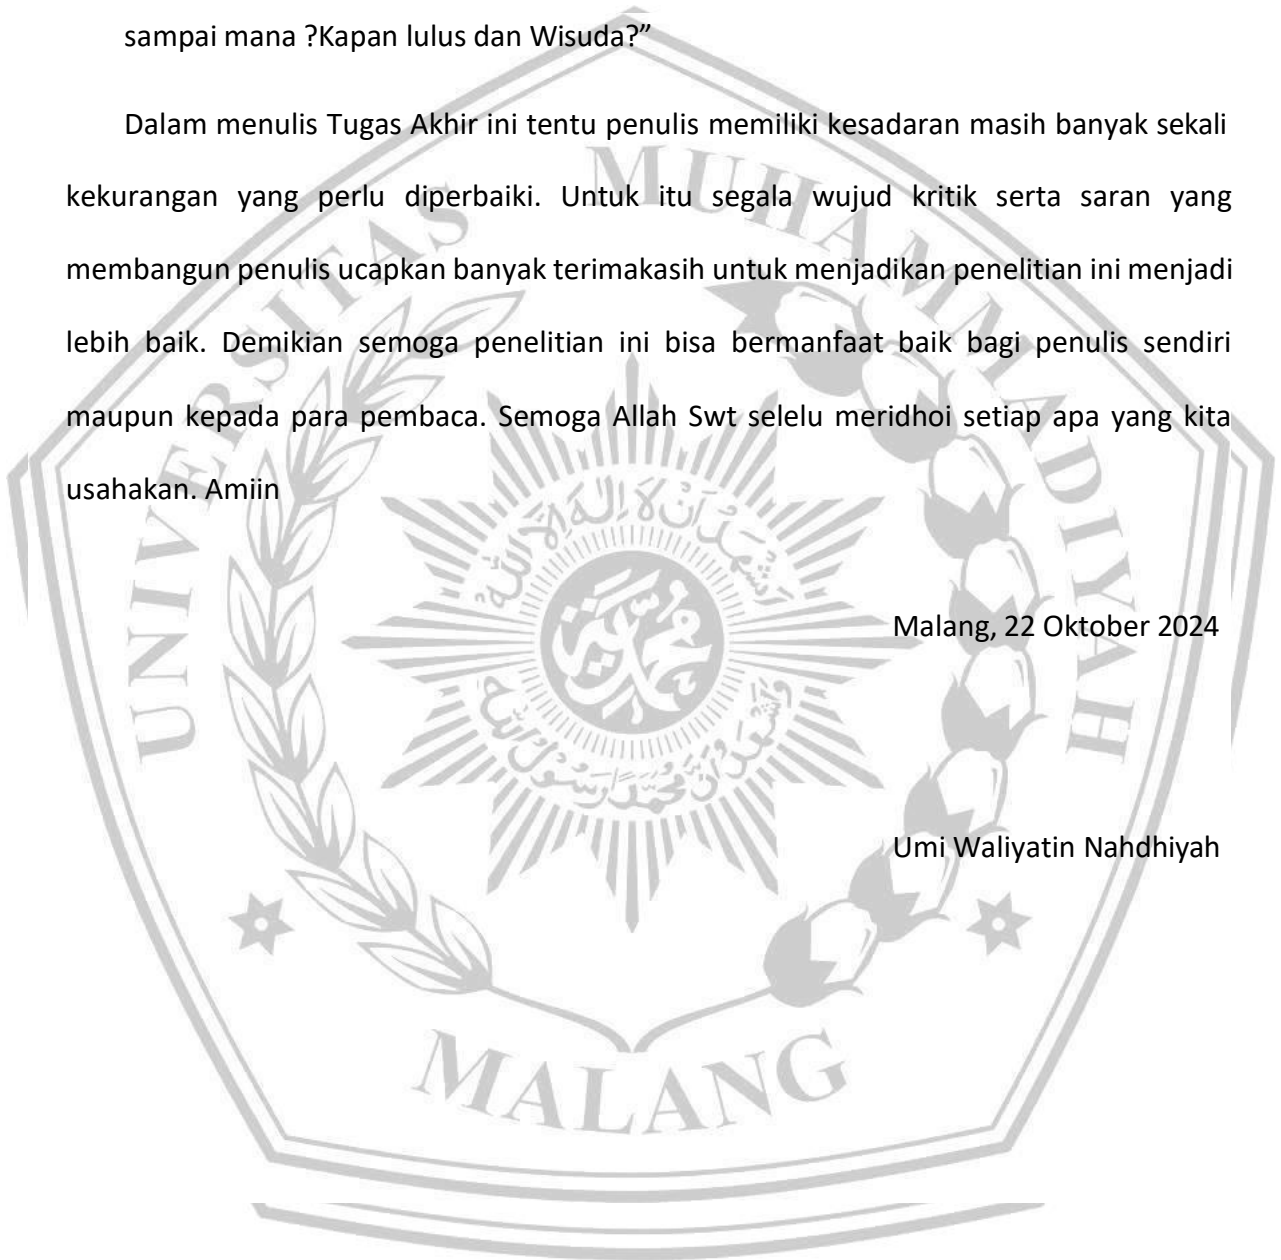 sampai mana ?Kapan lulus dan Wisuda?”
Dalam menulis Tugas Akhir ini tentu penulis memiliki kesadaran masih banyak sekali
kekurangan yang perlu diperbaiki. Untuk itu segala wujud kritik serta saran yang
membangun penulis ucapkan banyak terimakasih untuk menjadikan penelitian ini menjadi
lebih baik. Demikian semoga penelitian ini bisa bermanfaat baik bagi penulis sendiri
maupun kepada para pembaca. Semoga Allah Swt selelu meridhoi setiap apa yang kita
usahakan. Amiin
Malang, 22 Oktober 2024
Umi Waliyatin Nahdhiyah
UNIVERSITAS MUHAMMADIYAH
MALANG